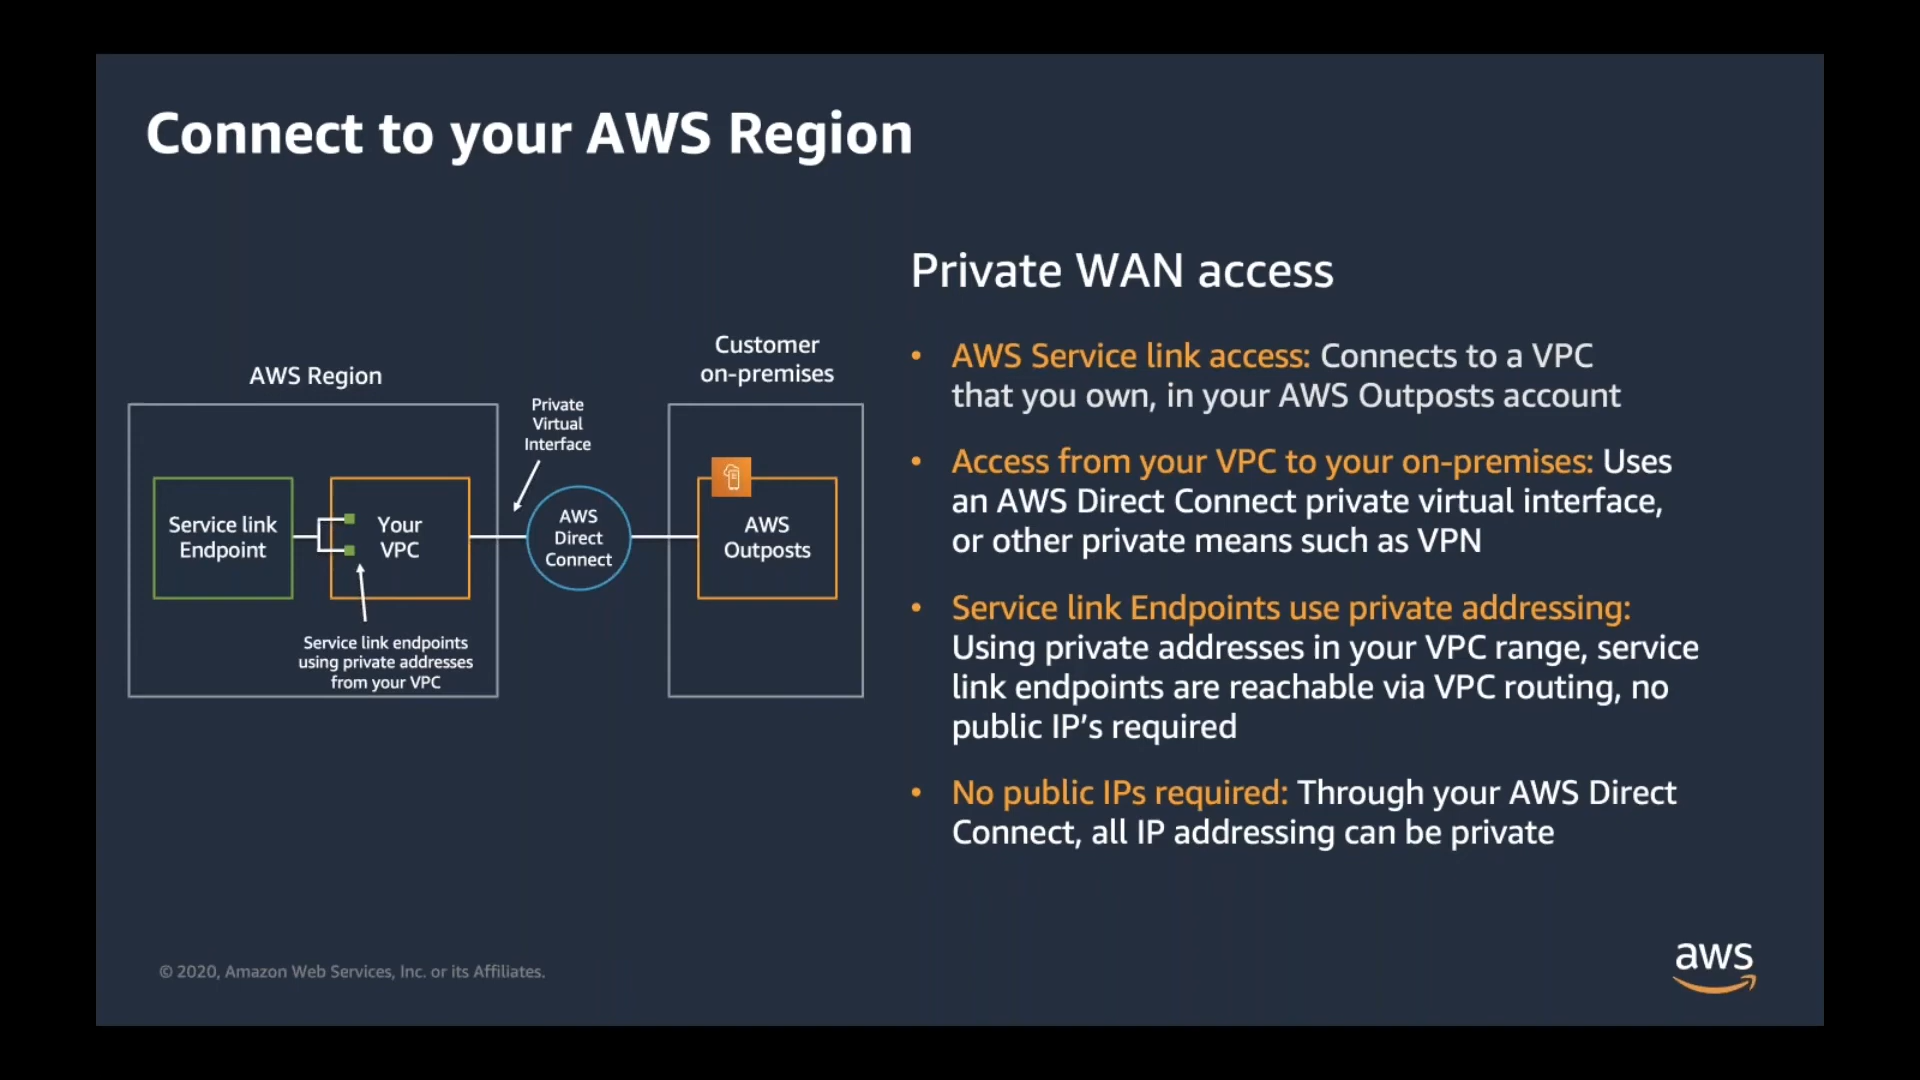 Connect to your AWS Region
AWS Region
Customer
on-premises
Private
Virtual
Interface
Service link
Endpoint
Your
VPC
AWS
Direct
Connect
AWS
Outposts
Service link endpoints
using private addresses
from your VPC
Private WAN access
• AWS Service link access: Connects to a VPC
that you own, in your AWS Outposts account
• Access from your VPC to your on-premises: Uses
an AWS Direct Connect private virtual interface,
or other private means such as VPN
• Service link Endpoints use private addressing:
Using private addresses in your VPC range, service
link endpoints are reachable via VPC routing, no
public IP’s required
• No public IPs required: Through your AWS Direct
Connect, all IP addressing can be private
© 2020, Amazon Web Services, Inc. or its Affiliates.
aws